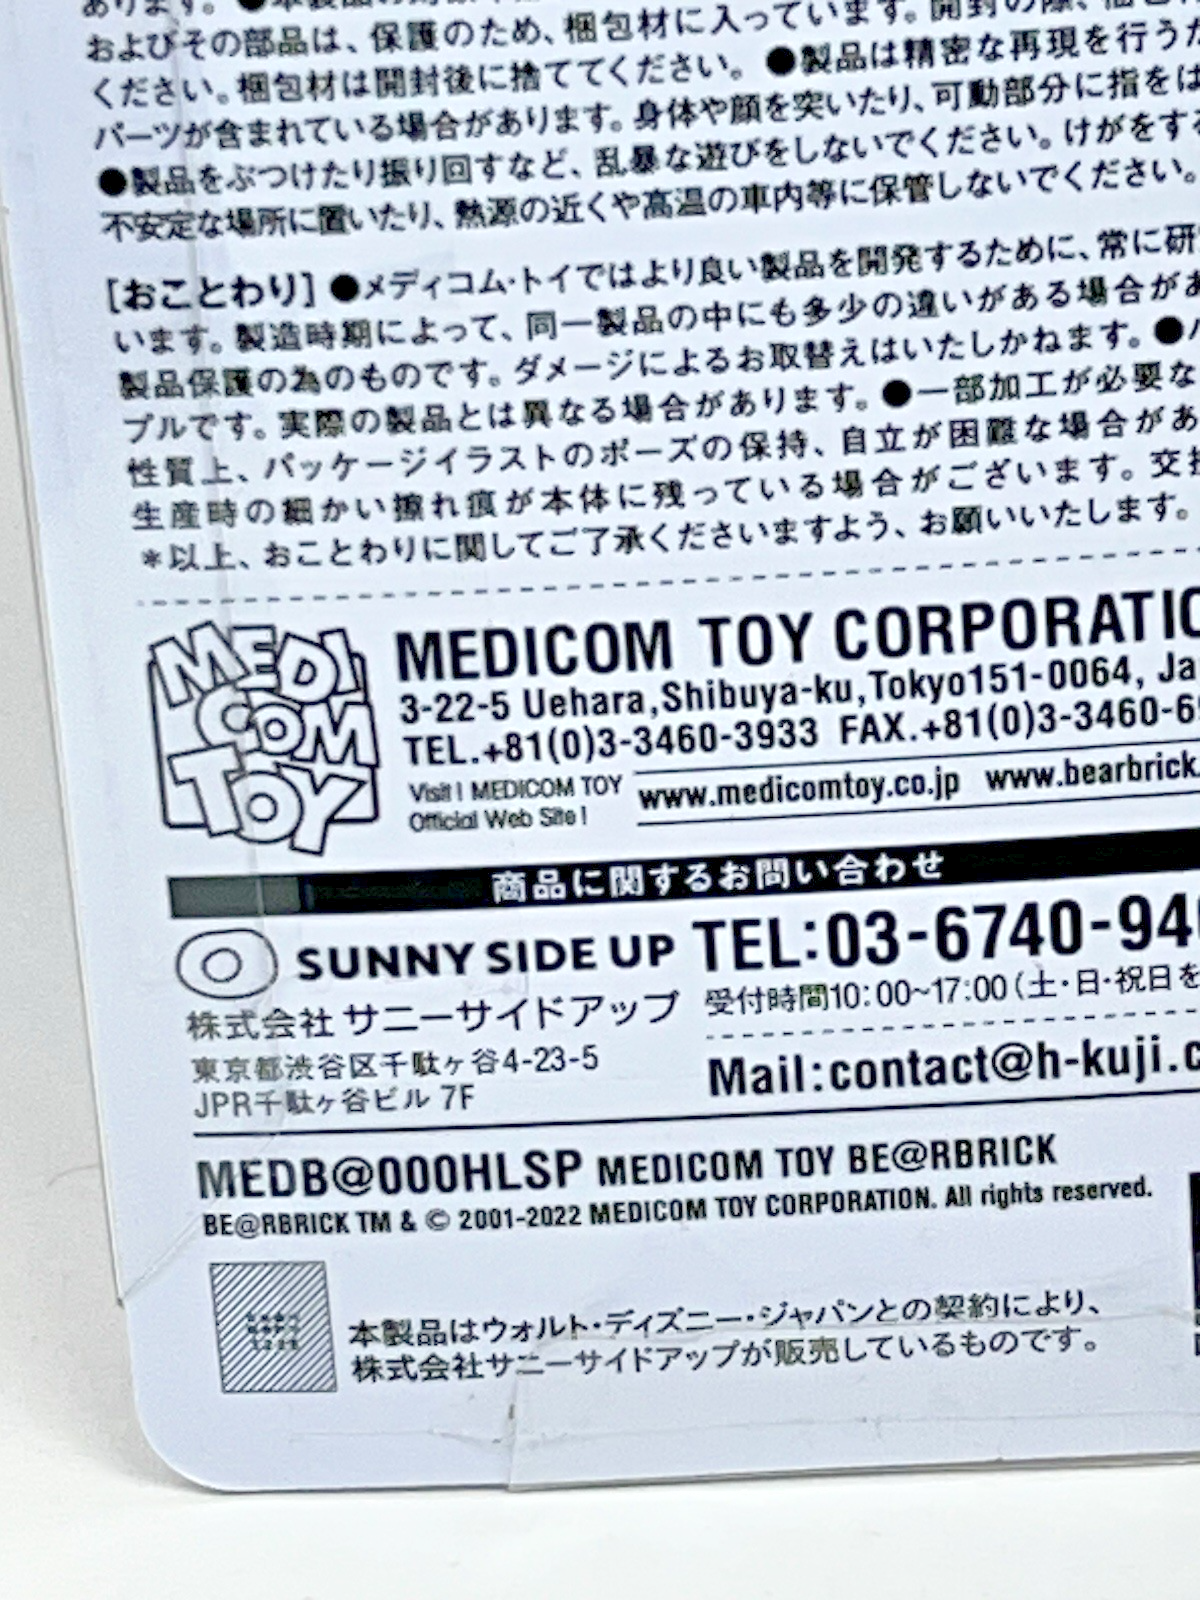 あります。●本製品の
およびその部品は、保護のため、梱包材に入っています。開封の際、
ください。梱包材は開封後に捨ててください。●製品は精密な再現を行うた
パーツが含まれている場合があります。身体や顔を突いたり、可動部分に指をは
●製品をぶつけたり振り回すなど、乱暴な遊びをしないでください。けがをする
不安定な場所に置いたり、熱源の近くや高温の車内等に保管しないでください。
[おことわり] ●メディコム・トイではより良い製品を開発するために、常に研
います。製造時期によって、同一製品の中にも多少の違いがある場合があ
製品保護の為のものです。ダメージによるお取替えはいたしかねます。●
プルです。実際の製品とは異なる場合があります。●一部加工が必要な
性質上、パッケージイラストのポーズの保持、自立が困難な場合があ
生産時の細かい擦れ痕が本体に残っている場合がございます。交換
*以上、おことわりに関してご了承くださいますよう、お願いいたします。
MEDI COM TOY
MEDICOM TOY CORPORATIO
3-22-5 Uehara,Shibuya-ku,Tokyo151-0064, Ja
TEL.+81(0)3-3460-3933 FAX.+81(0)3-3460-6
Visit! MEDICOM TOY
Official Web Site!
www.medicomtoy.co.jp www.bearbrick.
商品に関するお問い合わせ
SUNNY SIDE UP
TEL:03-6740-94
株式会社 サニーサイドアップ
受付時間10:00~17:00(土・日・祝日を
東京都渋谷区千駄ヶ谷4-23-5
JPR千駄ヶ谷ビル 7F
Mail:contact@h-kuji.c
MEDB@000HLSP MEDICOM TOY BE@RBRICK
BE@RBRICK TM & © 2001-2022 MEDICOM TOY CORPORATION. All rights reserved.
本製品はウォルト・ディズニー・ジャパンとの契約により、
株式会社サニーサイドアップが販売しているものです。